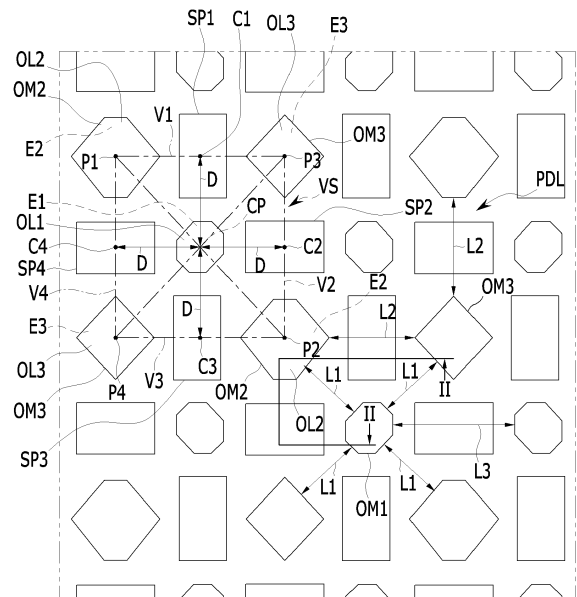 SP1 C1 OL3 E3
OL2
OM2
V1
OM3
E2
P1
P3
D
VS
PDL
E1
CP
SP2
OL1
C4
C2
L2
SP4
D
D
V4
V2
E2
OM3
E3
D
L2
OL3
P2
C3
OM3
V3
P4
OM2
L1
L1
II
II
OL2
SP3
L3
L1
OM1
L1